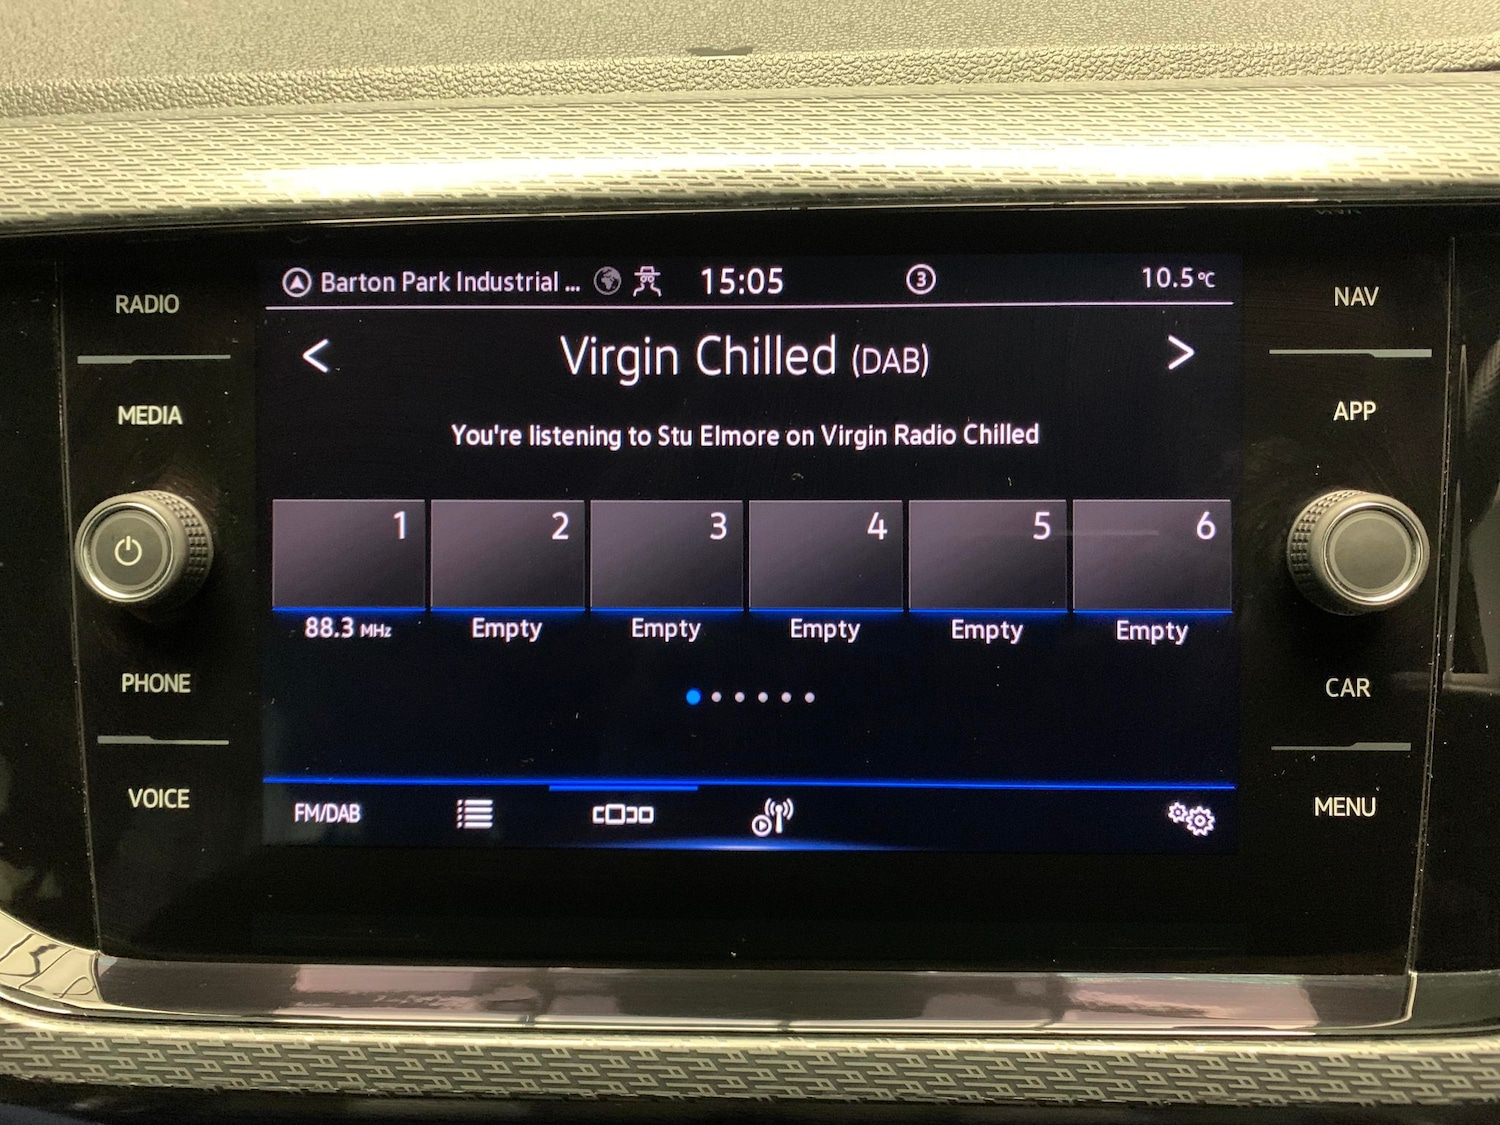 Barton Park Industrial ...
15:05
3
10.5°C
RADIO
NAV
<
Virgin Chilled (DAB)
>
MEDIA
APP
You're listening to Stu Elmore on Virgin Radio Chilled
1
2
3
4
5
6
88.3 MHz
Empty
Empty
Empty
Empty
Empty
PHONE
CAR
VOICE
FM/DAB
MENU